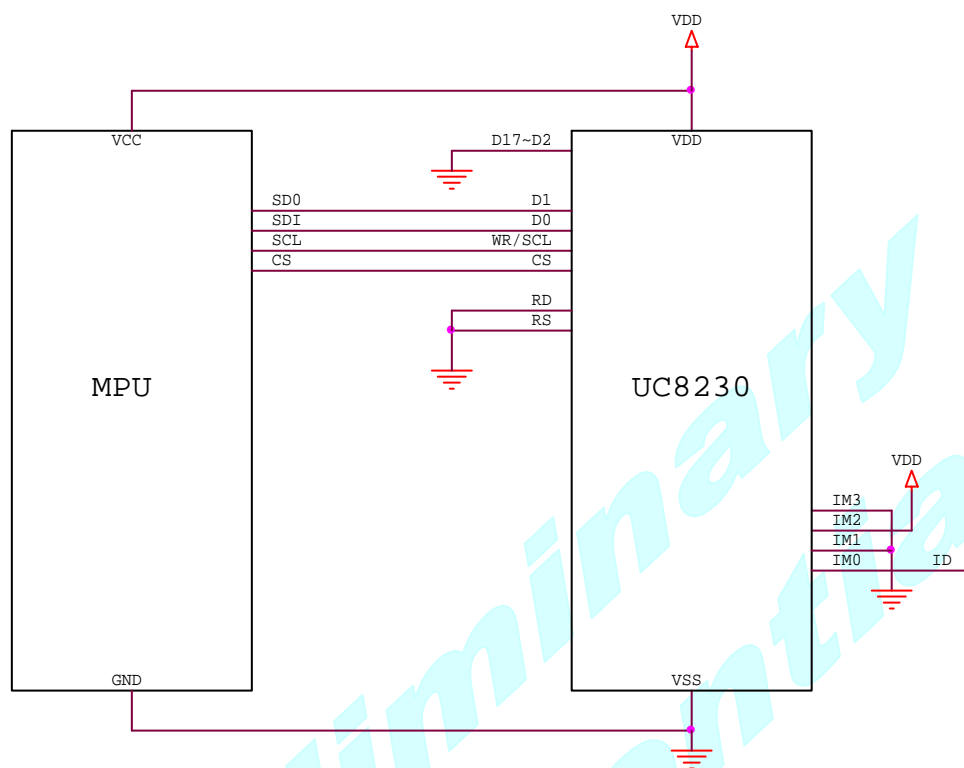 VDD
VCC
VDD
D17~D2
SD0 D1
SDI D0
SCL WR/SCL
CS CS
RD
RS
MPU
UC8230
VDD
IM3
IM2
IM1
IM0 ID
GND
VSS